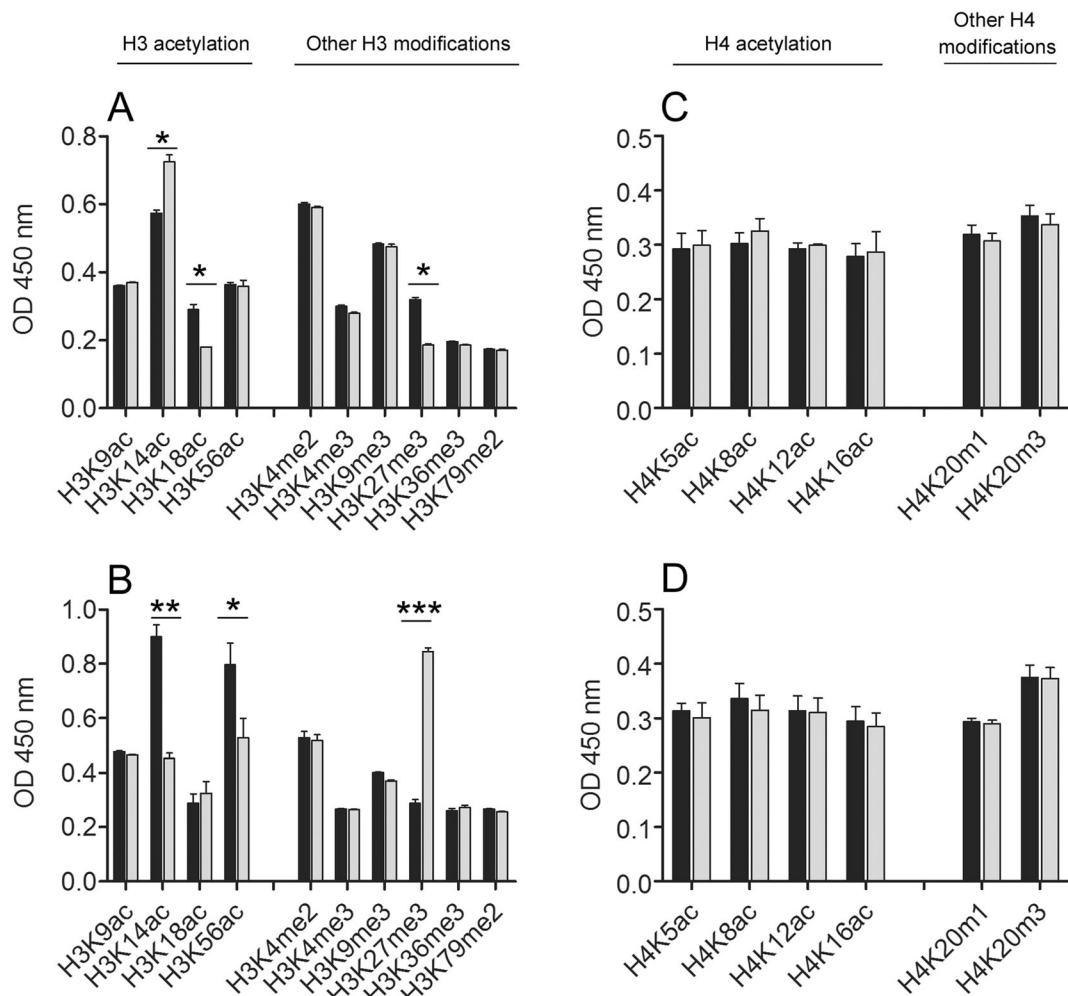 H3 acetylation
Other H3 modifications
H4 acetylation
Other H4
modifications
A
OD 450 nm
0.8
0.6
0.4
0.2
0.0
*
*
*
H3K9ac
H3K14ac
H3K18ac
H3K56ac
H3K4me2
H3K4me3
H3K9me3
H3K27me3
H3K36me3
H3K79me2
C
OD 450 nm
0.5
0.4
0.3
0.2
0.1
0.0
H4K5ac
H4K8ac
H4K12ac
H4K16ac
H4K20m1
H4K20m3
B
OD 450 nm
1.0
0.8
0.6
0.4
0.2
0.0
**
*
***
H3K9ac
H3K14ac
H3K18ac
H3K56ac
H3K4me2
H3K4me3
H3K9me3
H3K27me3
H3K36me3
H3K79me2
D
OD 450 nm
0.5
0.4
0.3
0.2
0.1
0.0
H4K5ac
H4K8ac
H4K12ac
H4K16ac
H4K20m1
H4K20m3